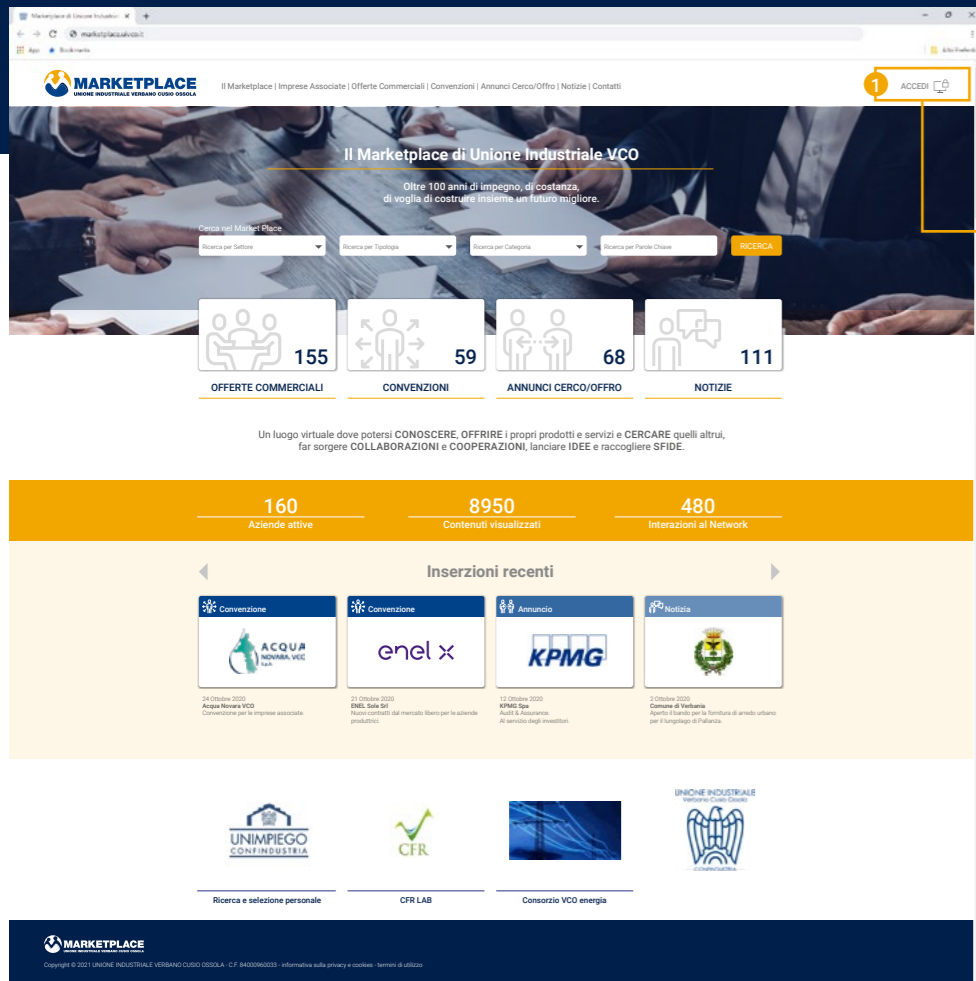 Marketplace di Unione Industri
marketplace.uivco.it
App Bookmarks
MARKETPLACE
UNIONE INDUSTRIALE VERBANO CUSIO OSSOLA
Il Marketplace | Imprese Associate | Offerte Commerciali | Convenzioni | Annunci Cerco/Offro | Notizie | Contatti
1
ACCEDI
Il Marketplace di Unione Industriale VCO
Oltre 100 anni di impegno, di costanza,
di voglia di costruire insieme un futuro migliore.
Cerca nel Market Place
Ricerca per Settore
Ricerca per Tipologia
Ricerca per Categoria
Ricerca per Parole Chiave
RICERCA
155
59
68
111
OFFERTE COMMERCIALI
CONVENZIONI
ANNUNCI CERCO/OFFRO
NOTIZIE
Un luogo virtuale dove potersi CONOSCERE, OFFRIRE i propri prodotti e servizi e CERCARE quelli altrui,
far sorgere COLLABORAZIONI e COOPERAZIONI, lanciare IDEE e raccogliere SFIDE.
160
Aziende attive
8950
Contenuti visualizzati
480
Interazioni al Network
Inserzioni recenti
Convenzione
ACQUA
NOVARA.VCO
S.p.A.
24 Ottobre 2020
Acqua Novara VCO
Convenzione per le imprese associate.
Convenzione
enel x
21 Ottobre 2020
ENEL Sole Srl
Nuovi contratti dal mercato libero per le aziende
produttrici.
Annuncio
KPMG
12 Ottobre 2020
KPMG Spa
Audit & Assurance.
Al servizio degli investitori.
Notizia
2 Ottobre 2020
Comune di Verbania
Aperto il bando per la fornitura di arredo urbano
per il lungolago di Pallanza.
UNIMPIEGO
CONFINDUSTRIA
Ricerca e selezione personale
CFR
CFR LAB
Consorzio VCO energia
UNIONE INDUSTRIALE
Verbano Cusio Ossola
CONFINDUSTRIA
MARKETPLACE
UNIONE INDUSTRIALE VERBANO CUSIO OSSOLA
Copyright © 2021 UNIONE INDUSTRIALE VERBANO CUSIO OSSOLA - C.F. 84000960033 - informativa sulla privacy e cookies - termini di utilizzo